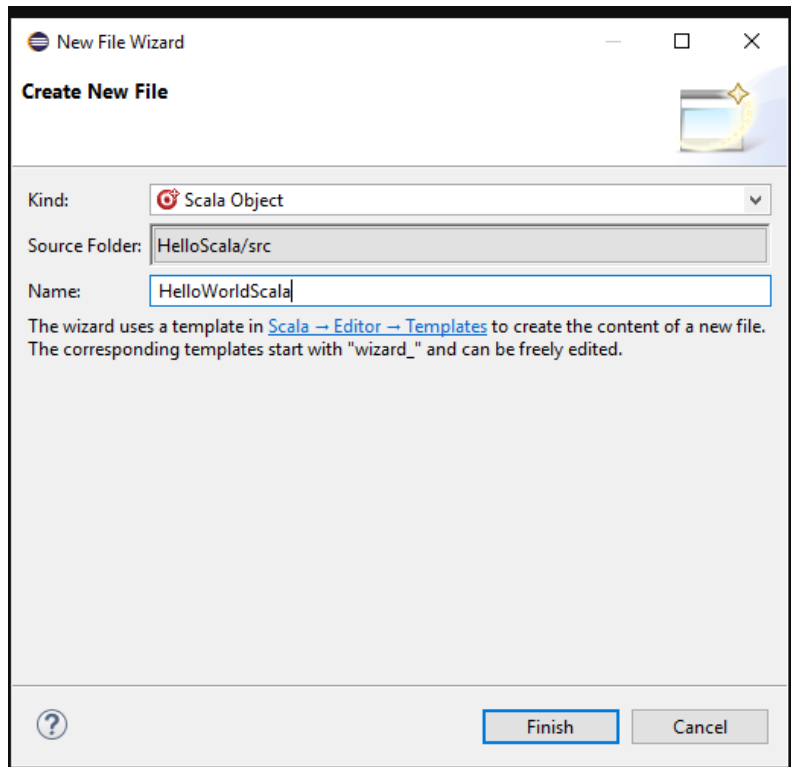 New File Wizard
Create New File
Kind: Scala Object
Source Folder: HelloScala/src
Name: HelloWorldScala
The wizard uses a template in Scala → Editor → Templates to create the content of a new file.
The corresponding templates start with "wizard_" and can be freely edited.
? Finish Cancel